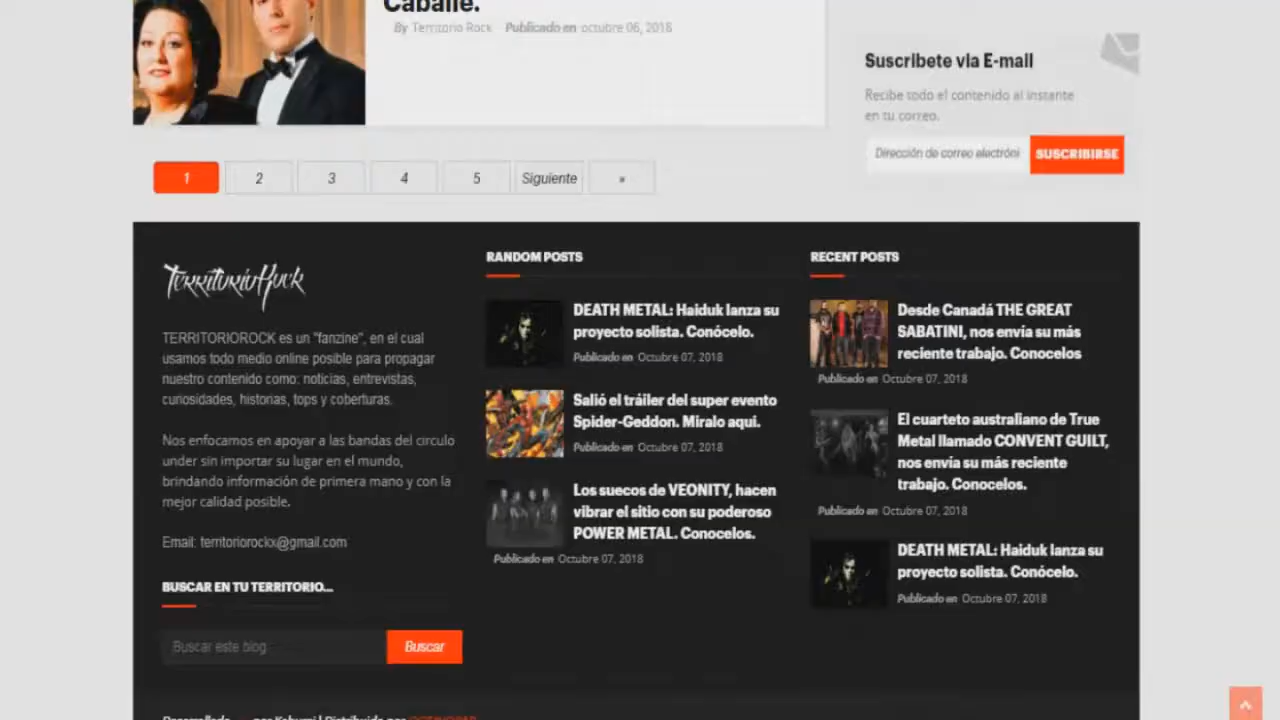 Caballé.
By Territorio Rock Publicado en octubre 06, 2018
Suscribete via E-mail
Recibe todo el contenido al instante
en tu correo.
Dirección de correo electróni
SUSCRIBIRSE
1 2 3 4 5 Siguiente »
TerritorioRock
TERRITORIOROCK es un "fanzine", en el cual
usamos todo medio online posible para propagar
nuestro contenido como: noticias, entrevistas,
curiosidades, historias, tops y coberturas.
Nos enfocamos en apoyar a las bandas del circulo
under sin importar su lugar en el mundo,
brindando información de primera mano y con la
mejor calidad posible.
Email: territoriorockx@gmail.com
BUSCAR EN TU TERRITORIO...
Buscar este blog
Buscar
RANDOM POSTS
DEATH METAL: Haiduk lanza su
proyecto solista. Conócelo.
Publicado en Octubre 07, 2018
Salió el tráiler del super evento
Spider-Geddon. Miralo aqui.
Publicado en Octubre 07, 2018
Los suecos de VEONITY, hacen
vibrar el sitio con su poderoso
POWER METAL. Conocelos.
Publicado en Octubre 07, 2018
RECENT POSTS
Desde Canadá THE GREAT
SABATINI, nos envia su más
reciente trabajo. Conocelos
Publicado en Octubre 07, 2018
El cuarteto australiano de True
Metal llamado CONVENT GUILT,
nos envia su más reciente
trabajo. Conocelos.
Publicado en Octubre 07, 2018
DEATH METAL: Haiduk lanza su
proyecto solista. Conócelo.
Publicado en Octubre 07, 2018